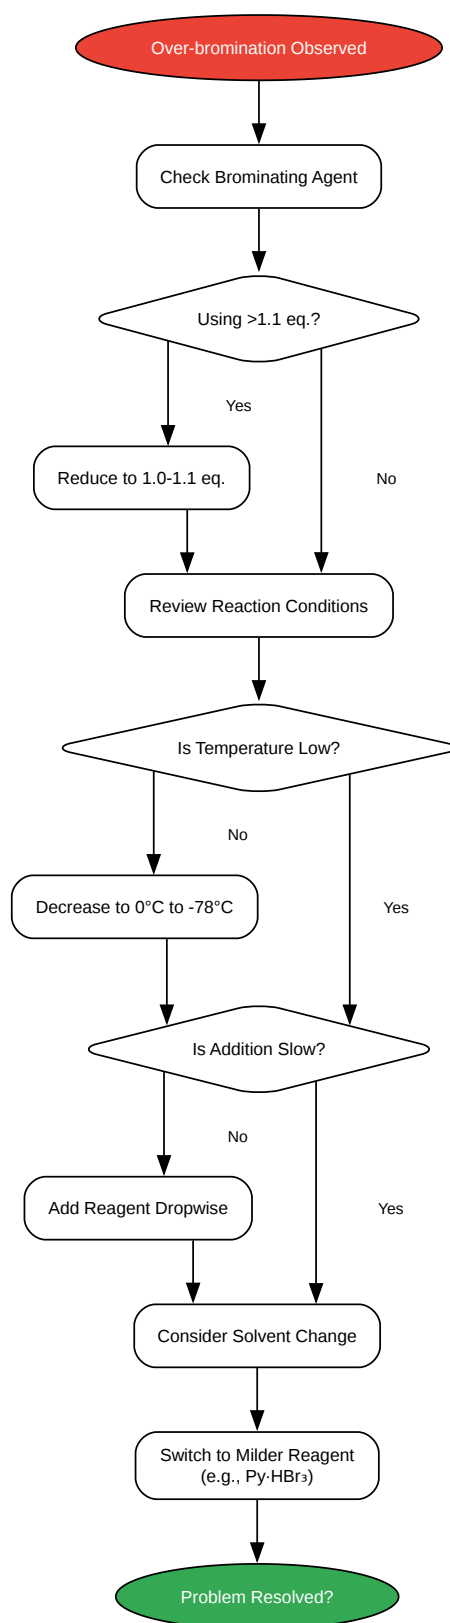 Over-bromination Observed
Check Brominating Agent
Using >1.1 eq.?
Yes
Reduce to 1.0-1.1 eq.
No
Review Reaction Conditions
Is Temperature Low?
No
Decrease to 0°C to -78°C
Yes
Is Addition Slow?
No
Add Reagent Dropwise
Yes
Consider Solvent Change
Switch to Milder Reagent
(e.g., Py·HBr₃)
Problem Resolved?